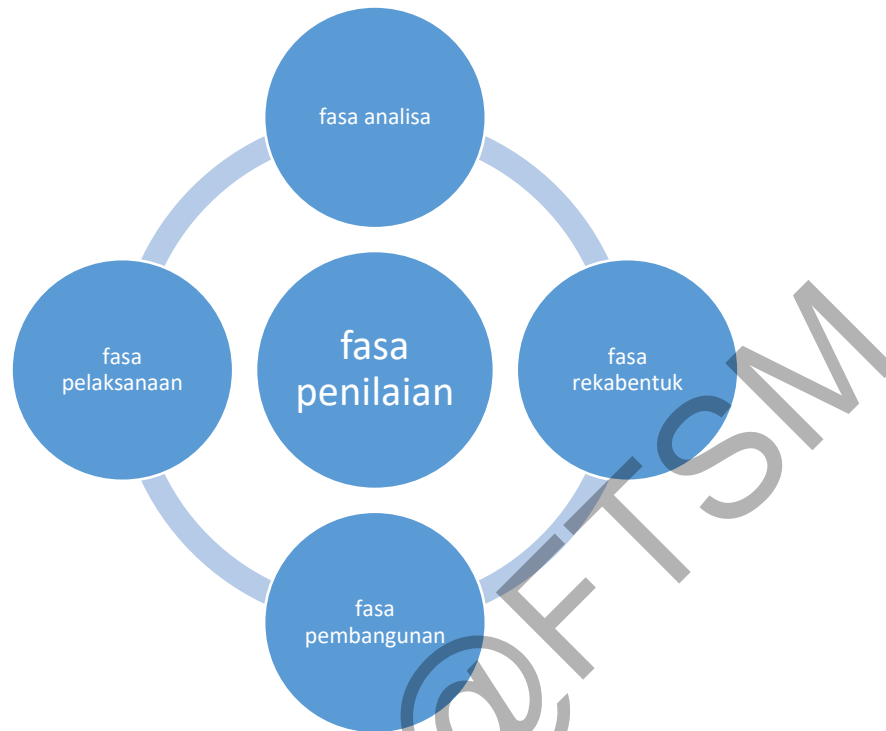 fasa analisa
fasa
pelaksanaan
fasa
penilaian
fasa
rekabentuk
fasa
pembangunan
@FTSM